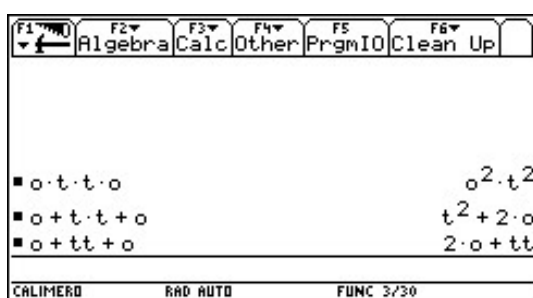 F1 F2 F3 F4 F5 F6
Algebra Calc Other PrgmIO Clean Up
o·t·t·o o²·t²
o + t·t + o t² + 2·o
o + tt + o 2·o + tt
CALIMERO RAD AUTO FUNC 3/30